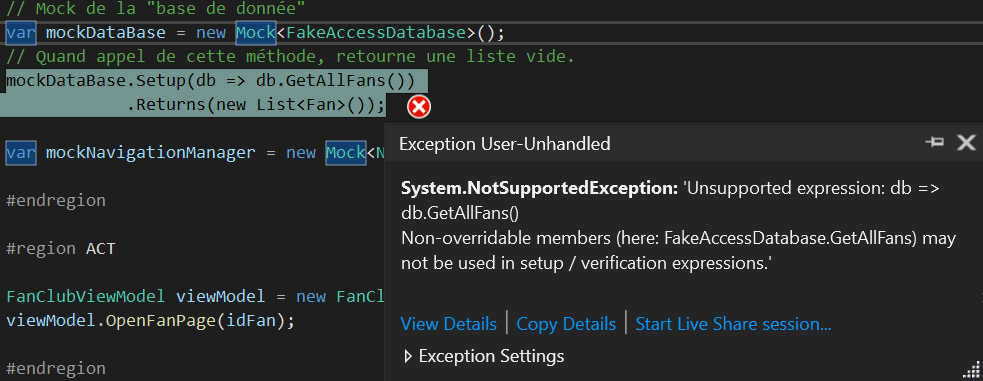 // Mock de la "base de donnée"
var mockDataBase = new Mock<FakeAccessDatabase>();
// Quand appel de cette méthode, retourne une liste vide.
mockDataBase.Setup(db => db.GetAllFans())
.Returns(new List<Fan>());
Exception User-Unhandled
var mockNavigationManager = new Mock<N
System.NotSupportedException: 'Unsupported expression: db =>
db.GetAllFans()
Non-overridable members (here: FakeAccessDatabase.GetAllFans) may
not be used in setup / verification expressions.'
#endregion
#region ACT
FanClubViewModel viewModel = new FanCl
viewModel.OpenFanPage(idFan);
View Details | Copy Details | Start Live Share session...
Exception Settings
#endregion